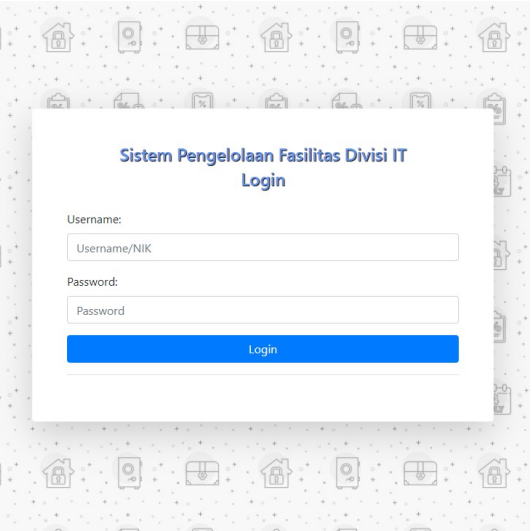 Sistem Pengelolaan Fasilitas Divisi IT
Login
Username:
Username/NIK
Password:
Password
Login